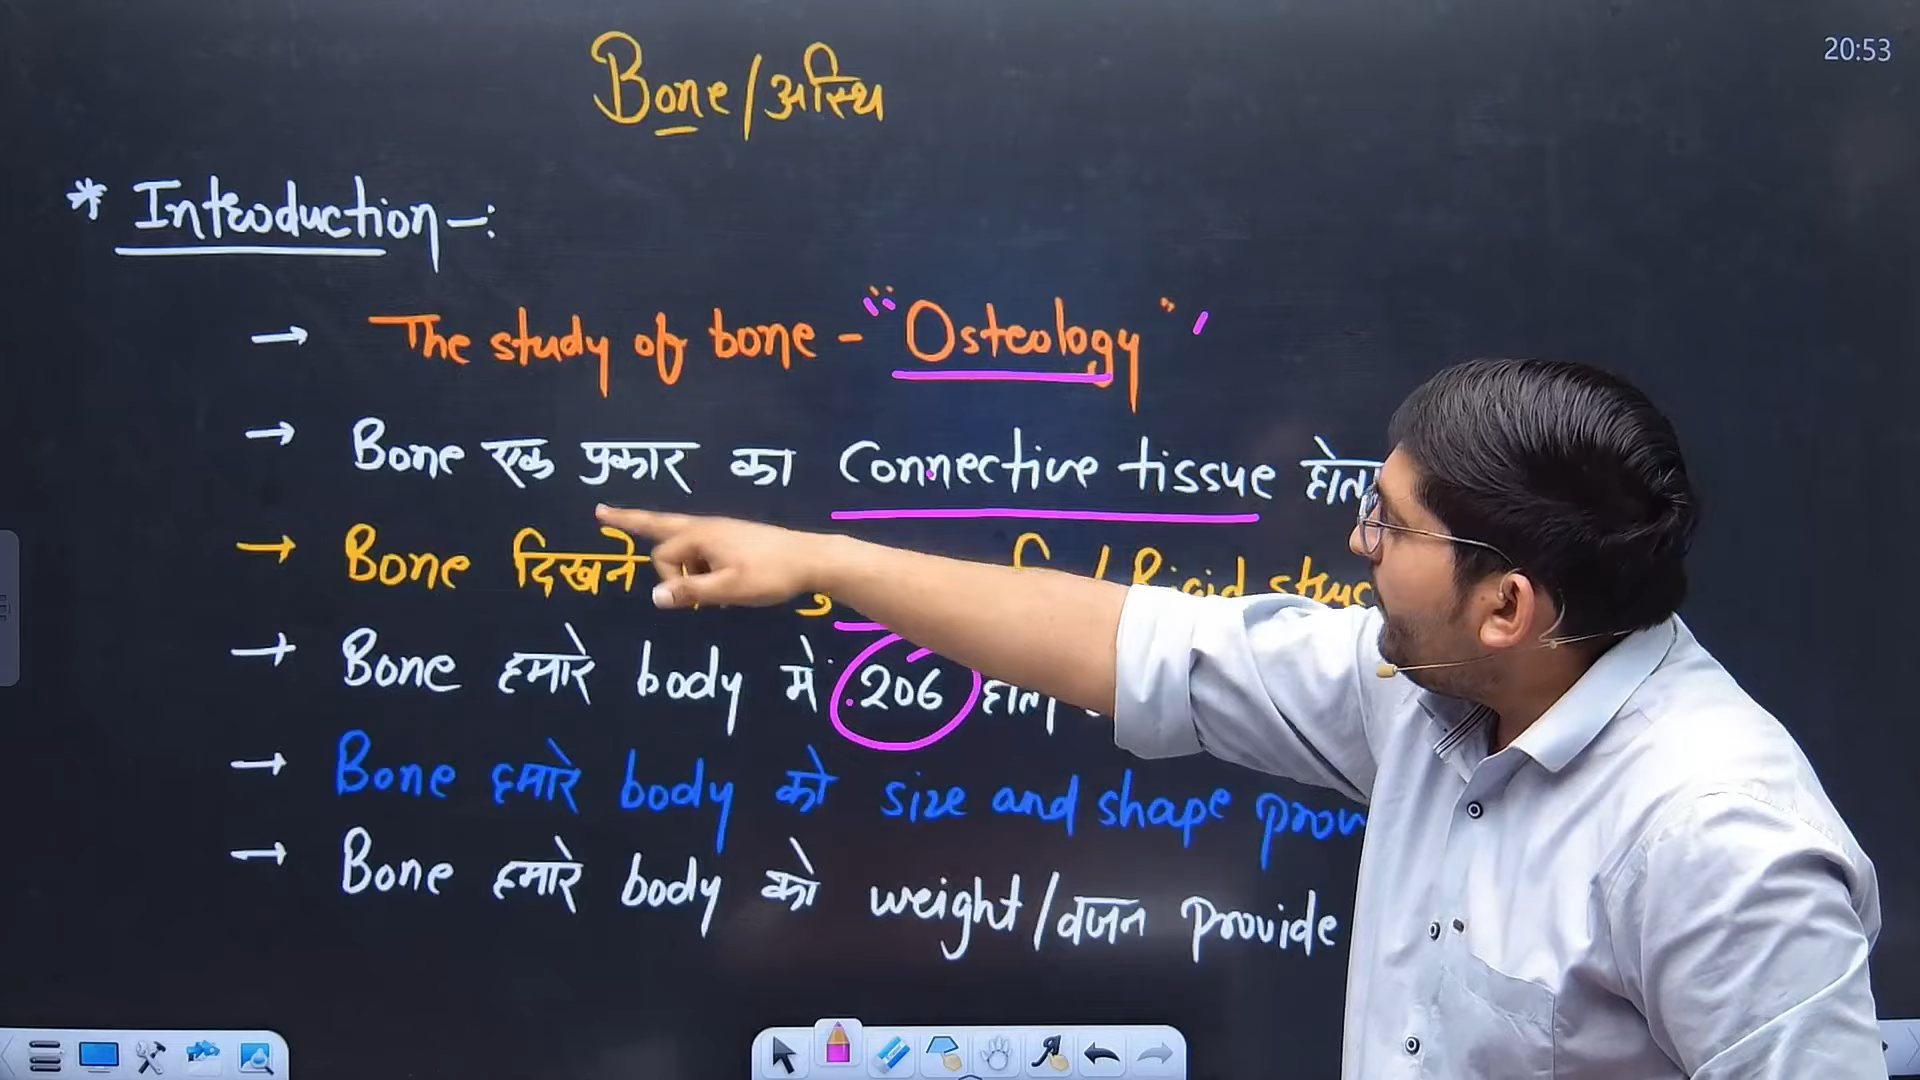 20:53
Bone/अस्थि
* Introduction-:
→ The study of bone - "Osteology"
→ Bone एक प्रकार का Connective tissue
→ Bone दिखने / Rigid
→ Bone हमारे body में 206
→ Bone हमारे body को size and shape
→ Bone हमारे body को weight/वजन provide